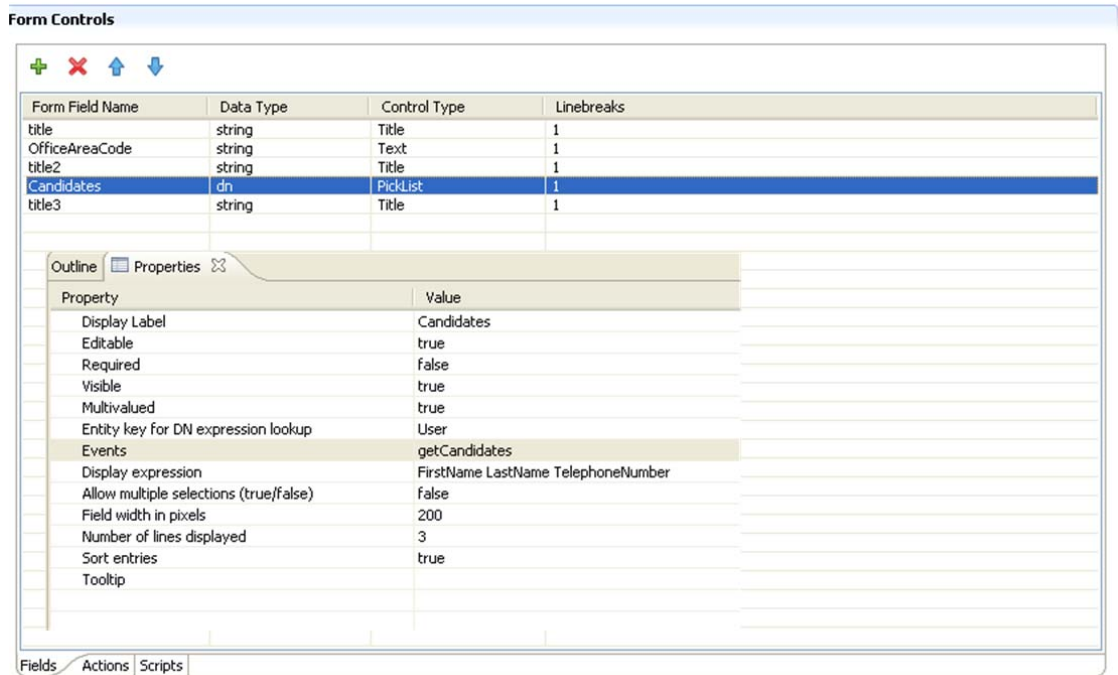 Form Controls
Form Field Name Data Type Control Type Linebreaks
title string Title 1
OfficeAreaCode string Text 1
title2 string Title 1
Candidates dn PickList 1
title3 string Title 1
Outline Properties
Property Value
Display Label Candidates
Editable true
Required false
Visible true
Multivalued true
Entity key for DN expression lookup User
Events getCandidates
Display expression FirstName LastName TelephoneNumber
Allow multiple selections (true/false) false
Field width in pixels 200
Number of lines displayed 3
Sort entries true
Tooltip
Fields Actions Scripts